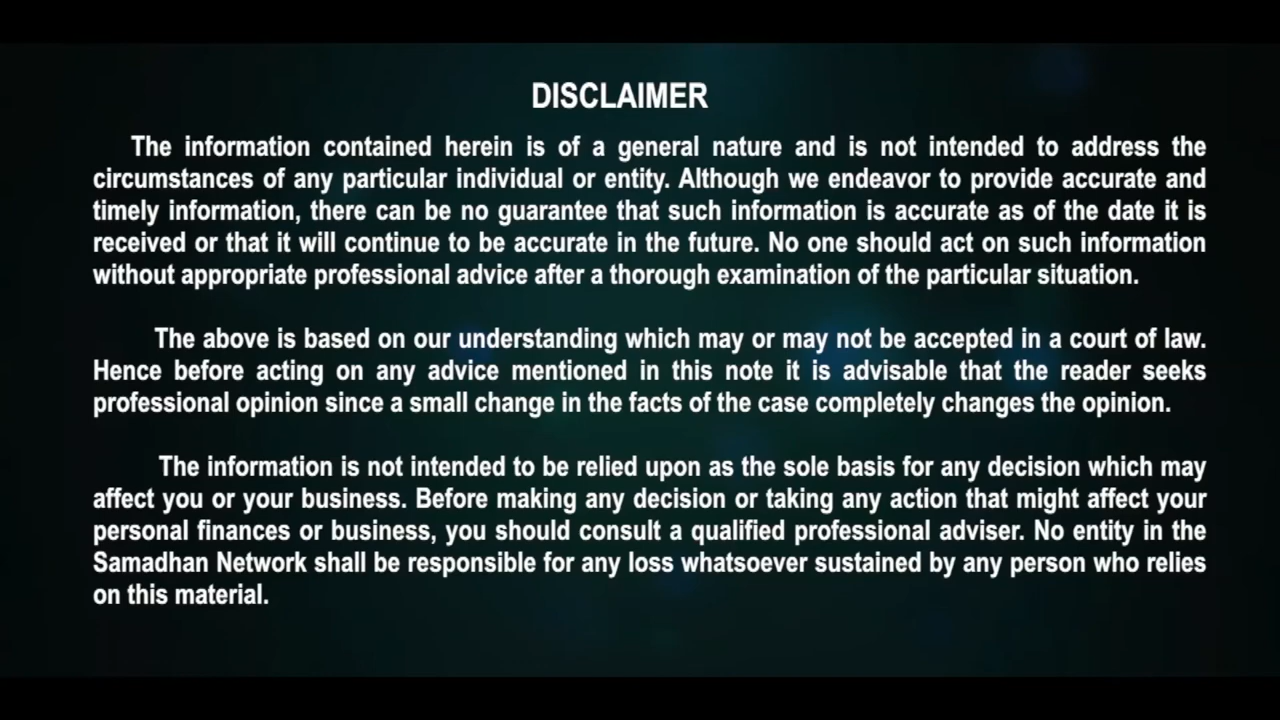 DISCLAIMER
The information contained herein is of a general nature and is not intended to address the
circumstances of any particular individual or entity. Although we endeavor to provide accurate and
timely information, there can be no guarantee that such information is accurate as of the date it is
received or that it will continue to be accurate in the future. No one should act on such information
without appropriate professional advice after a thorough examination of the particular situation.
The above is based on our understanding which may or may not be accepted in a court of law.
Hence before acting on any advice mentioned in this note it is advisable that the reader seeks
professional opinion since a small change in the facts of the case completely changes the opinion.
The information is not intended to be relied upon as the sole basis for any decision which may
affect you or your business. Before making any decision or taking any action that might affect your
personal finances or business, you should consult a qualified professional adviser. No entity in the
Samadhan Network shall be responsible for any loss whatsoever sustained by any person who relies
on this material.